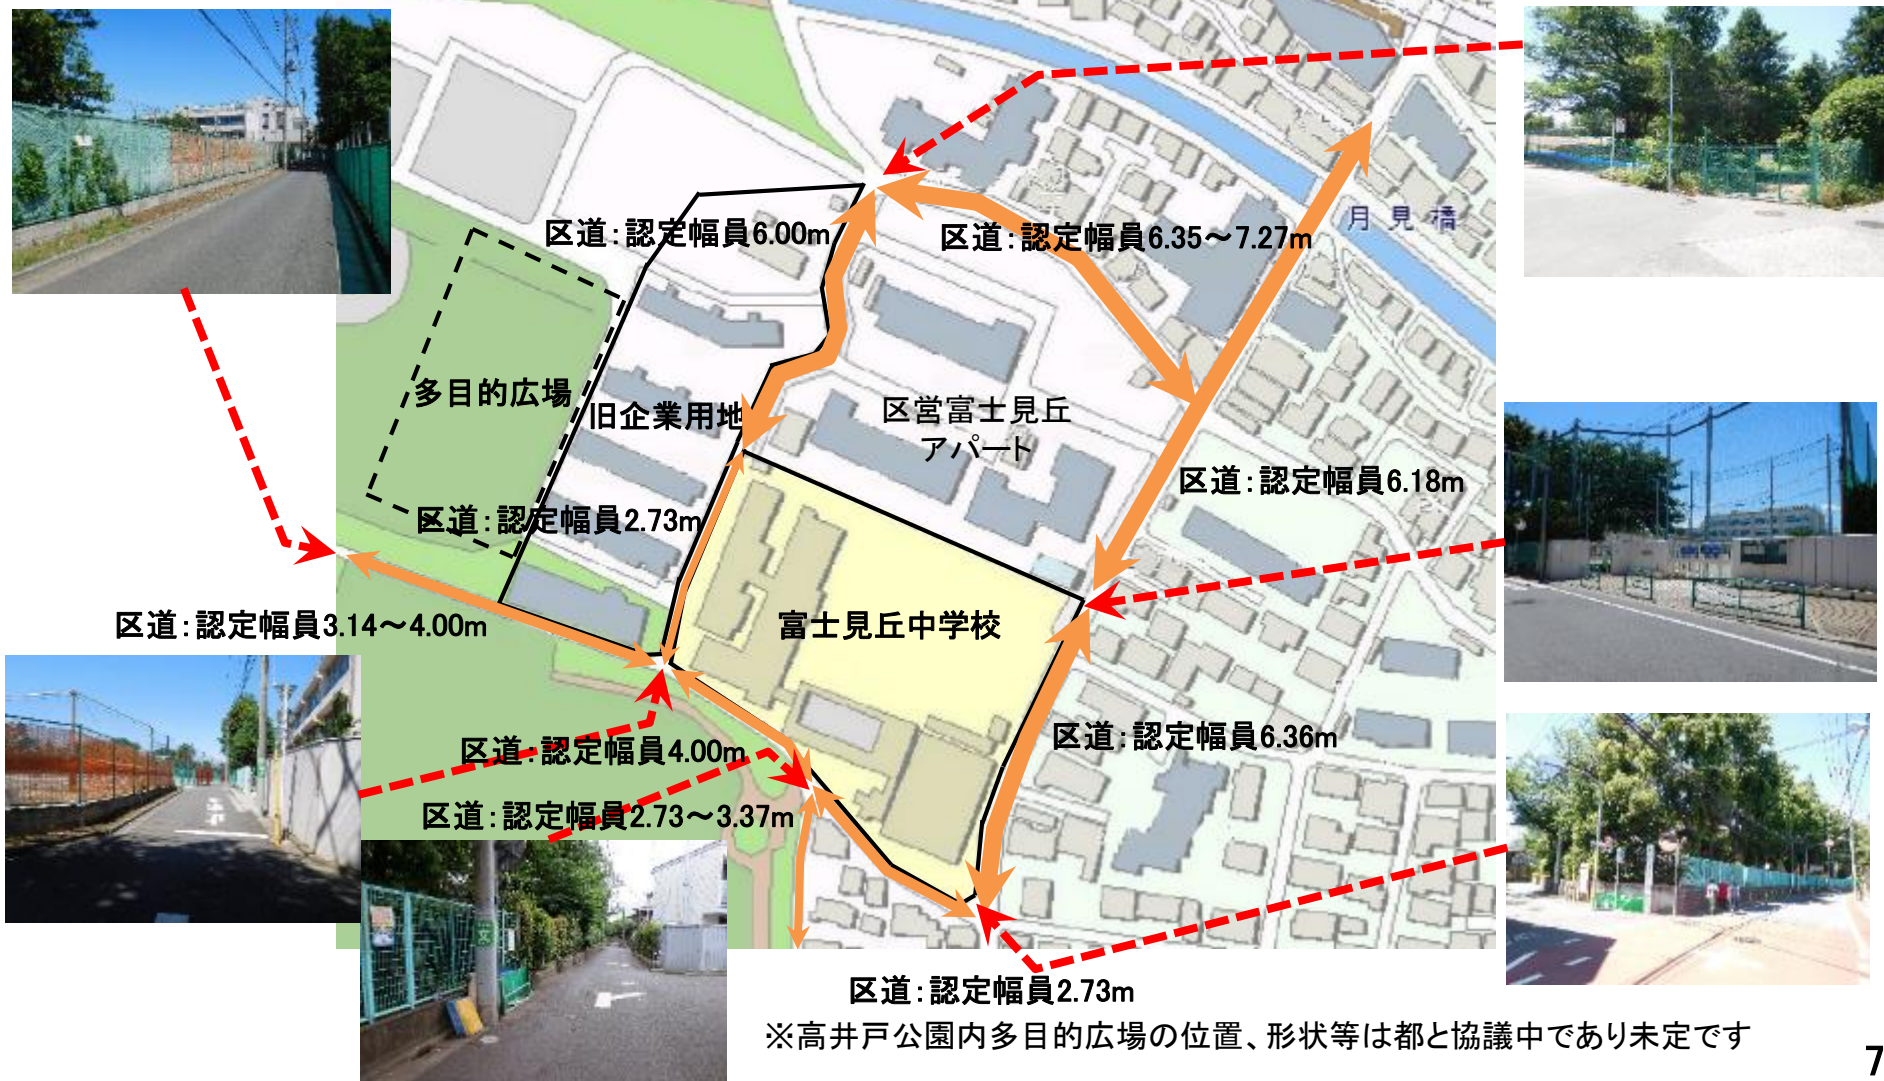 区道:認定幅員6.00m
区道:認定幅員6.35～7.27m
月見橋
多目的広場
旧企業用地
区営富士見丘
アパート
区道:認定幅員6.18m
区道:認定幅員2.73m
区道:認定幅員3.14～4.00m
富士見丘中学校
区道:認定幅員4.00m
区道:認定幅員6.36m
区道:認定幅員2.73～3.37m
区道:認定幅員2.73m
※高井戸公園内多目的広場の位置、形状等は都と協議中であり未定です
7